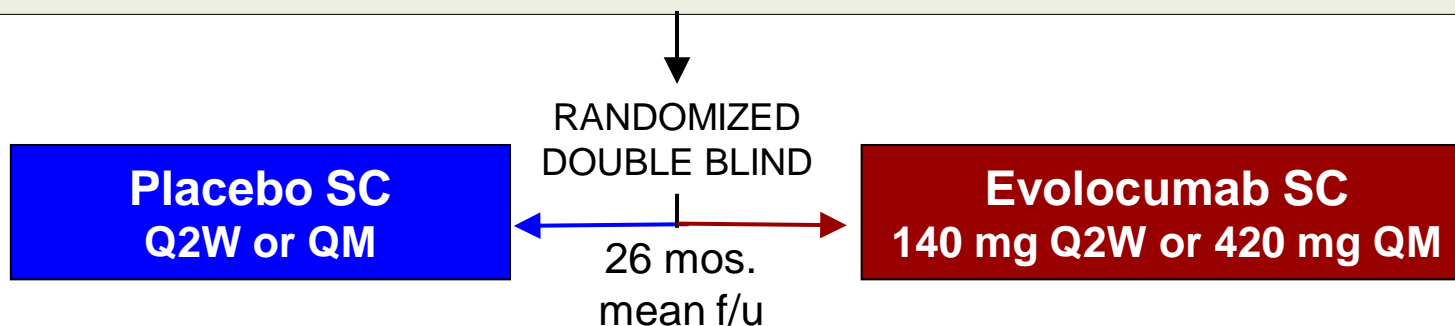 RANDOMIZED
DOUBLE BLIND
Placebo SC
Q2W or QM
Evolocumab SC
140 mg Q2W or 420 mg QM
26 mos.
mean f/u